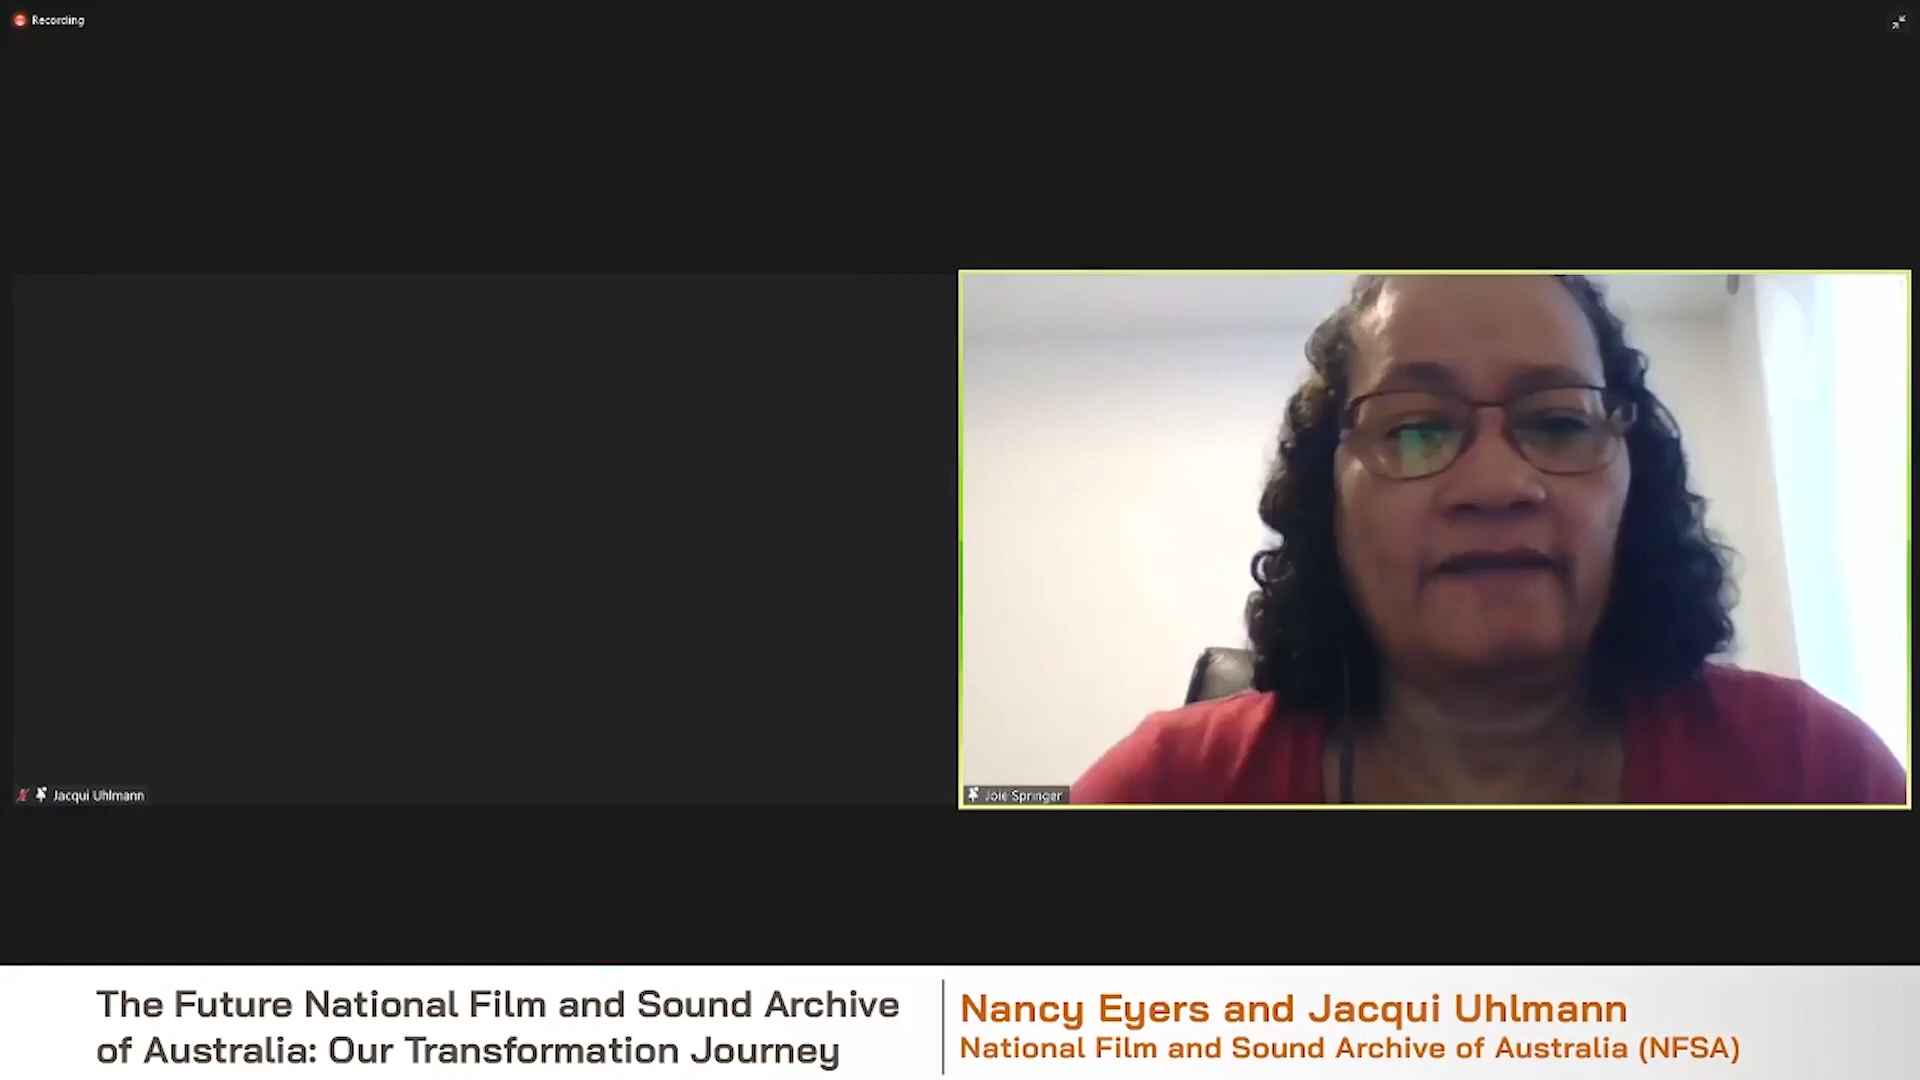 Recording
Jacqui Uhlmann
Joie Springer
The Future National Film and Sound Archive
of Australia: Our Transformation Journey
Nancy Eyers and Jacqui Uhlmann
National Film and Sound Archive of Australia (NFSA)